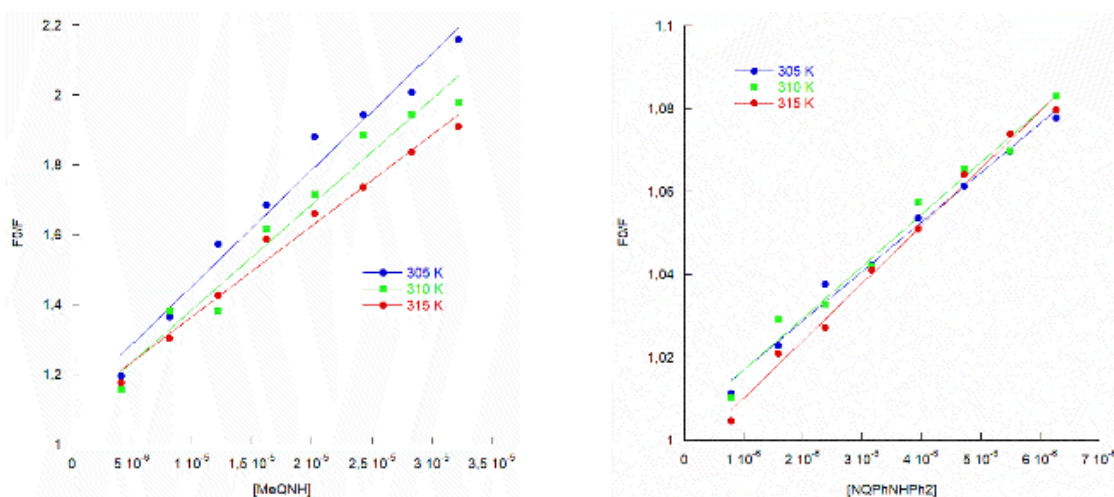 2,2
2
1,8
1,6
1,4
1,2
1
F0/F
305 K
310 K
315 K
0 5 10⁻⁶ 1 10⁻⁵ 1,5 10⁻⁵ 2 10⁻⁵ 2,5 10⁻⁵ 3 10⁻⁵ 3,5 10⁻⁵
[MeQNH]
1,1
1,08
1,06
1,04
1,02
1
F0/F
305 K
310 K
315 K
0 1 10⁻⁶ 2 10⁻⁶ 3 10⁻⁶ 4 10⁻⁶ 5 10⁻⁶ 6 10⁻⁶ 7 10⁻⁶
[NQPhNHPh2]